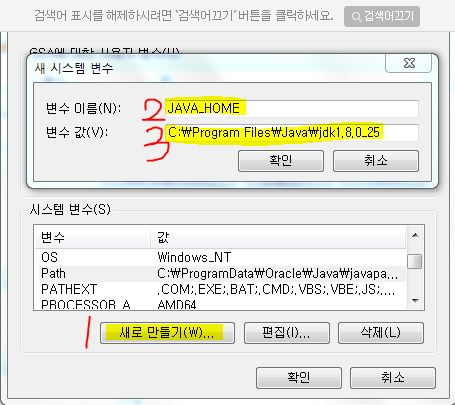 검색어 표시를 해제하시려면 '검색어끄기' 버튼을 클릭하세요. 검색어끄기
새 시스템 변수
2
변수 이름(N): JAVA_HOME
변수 값(V): C:₩Program Files₩Java₩jdk1.8.0_25
3
확인 취소
시스템 변수(S)
변수 값
OS Windows_NT
Path C:₩ProgramData₩Oracle₩Java₩javapa...
PATHEXT .COM;.EXE;.BAT;.CMD;.VBS;.VBE;.JS;....
PROCESSOR_A... AMD64
1
새로 만들기(W)... 편집(I)... 삭제(L)
확인 취소